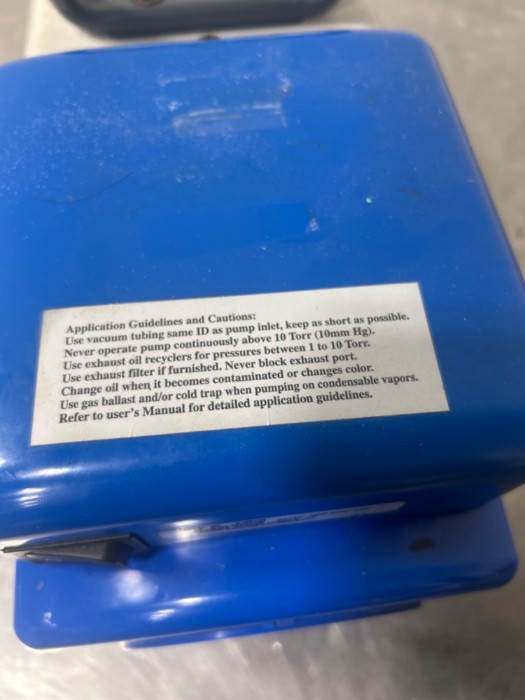 Application Guidelines and Cautions:
Use vacuum tubing same ID as pump inlet, keep as short as possible.
Never operate pump continuously above 10 Torr (10mm Hg).
Use exhaust oil recyclers for pressures between 1 to 10 Torr.
Use exhaust filter if furnished. Never block exhaust port.
Change oil when it becomes contaminated or changes color.
Use gas ballast and/or cold trap when pumping on condensable vapors.
Refer to user's Manual for detailed application guidelines.